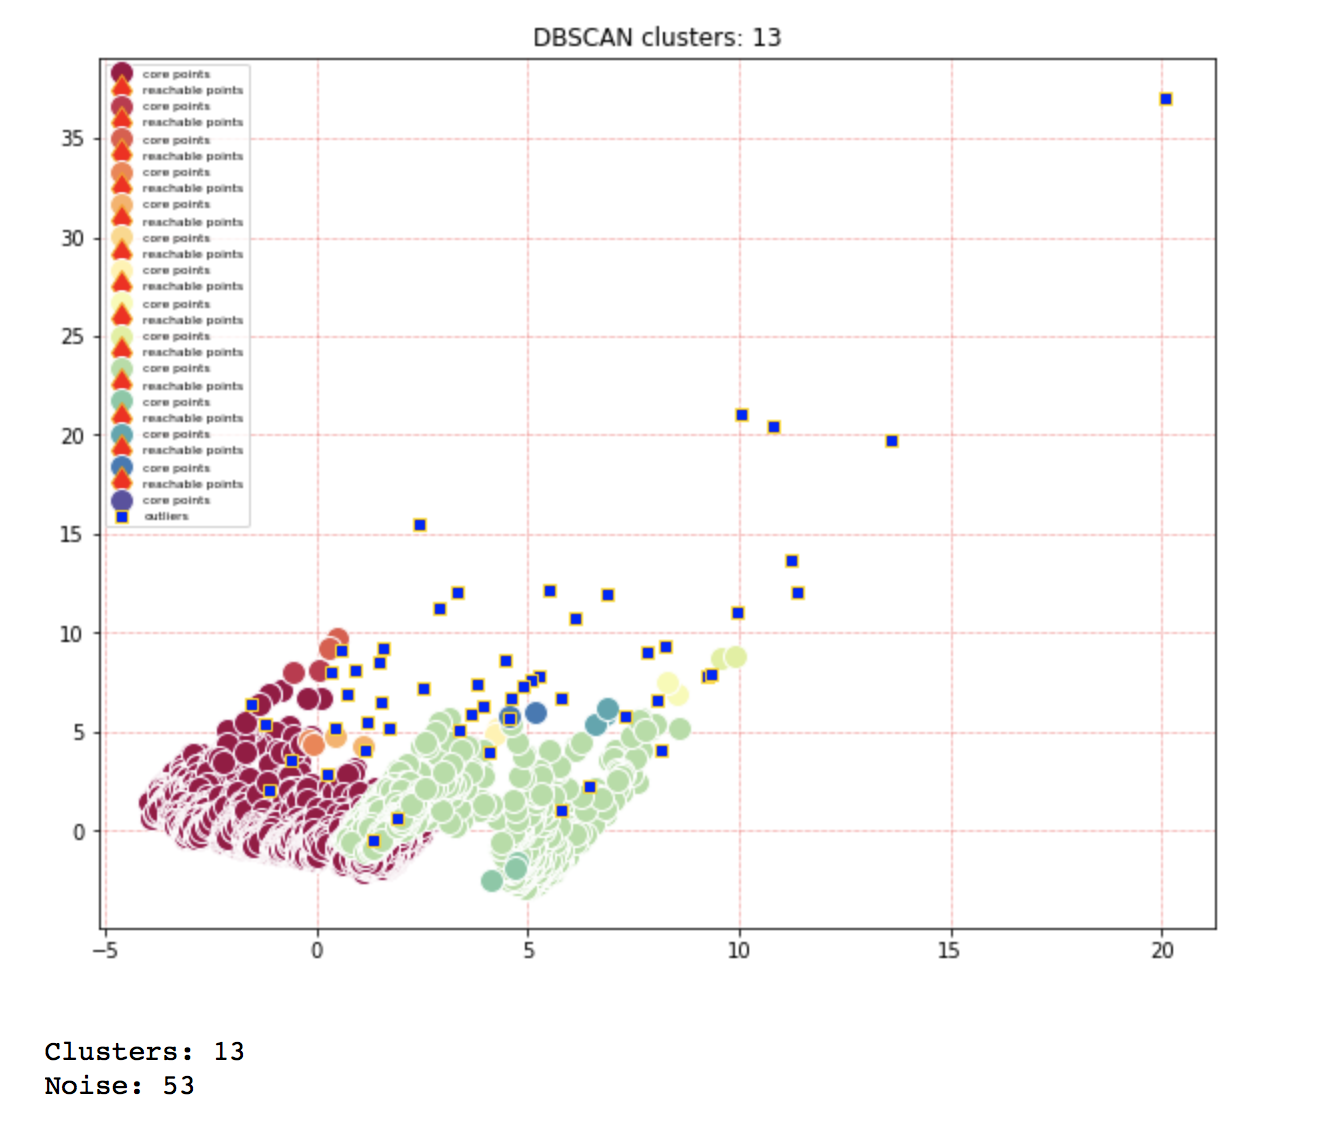 DBSCAN clusters: 13
core points
reachable points
core points
reachable points
core points
reachable points
core points
reachable points
core points
reachable points
core points
reachable points
core points
reachable points
core points
reachable points
core points
reachable points
core points
reachable points
core points
reachable points
core points
reachable points
core points
reachable points
core points
outliers
35
30
25
20
15
10
5
0
−5 0 5 10 15 20
Clusters: 13
Noise: 53